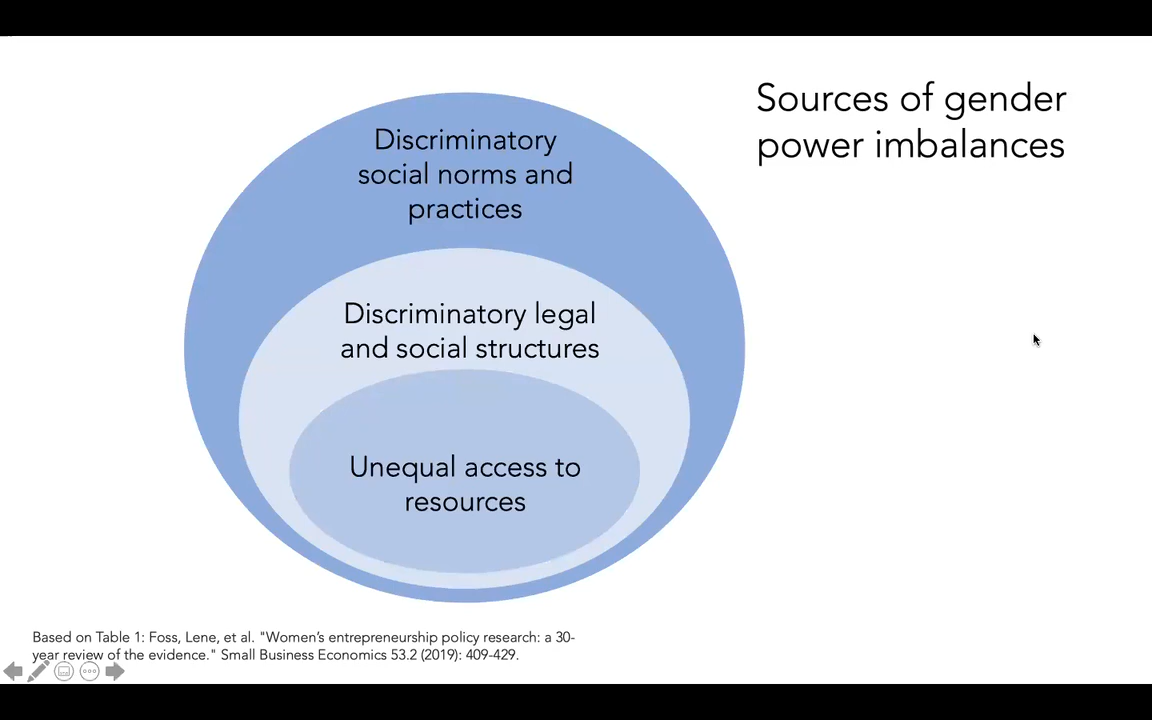 Sources of gender
power imbalances
Discriminatory
social norms and
practices
Discriminatory legal
and social structures
Unequal access to
resources
Based on Table 1: Foss, Lene, et al. "Women’s entrepreneurship policy research: a 30-
year review of the evidence." Small Business Economics 53.2 (2019): 409-429.